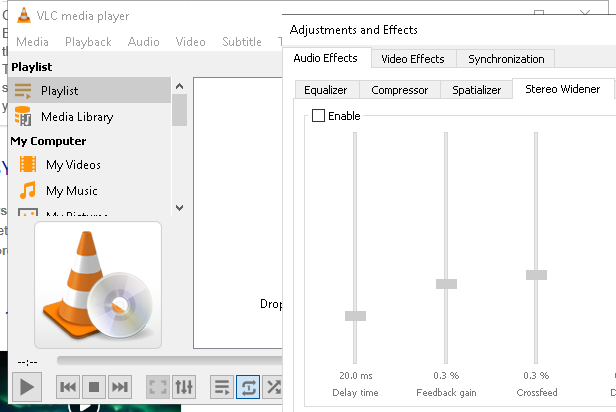 VLC media player
Media Playback Audio Video Subtitle T
Playlist
Playlist
Media Library
My Computer
My Videos
My Music
My Pictures
Drop
--:--
Adjustments and Effects
Audio Effects Video Effects Synchronization
Equalizer Compressor Spatializer Stereo Widener
Enable
20.0 ms 0.3 % 0.3 %
Delay time Feedback gain Crossfeed D